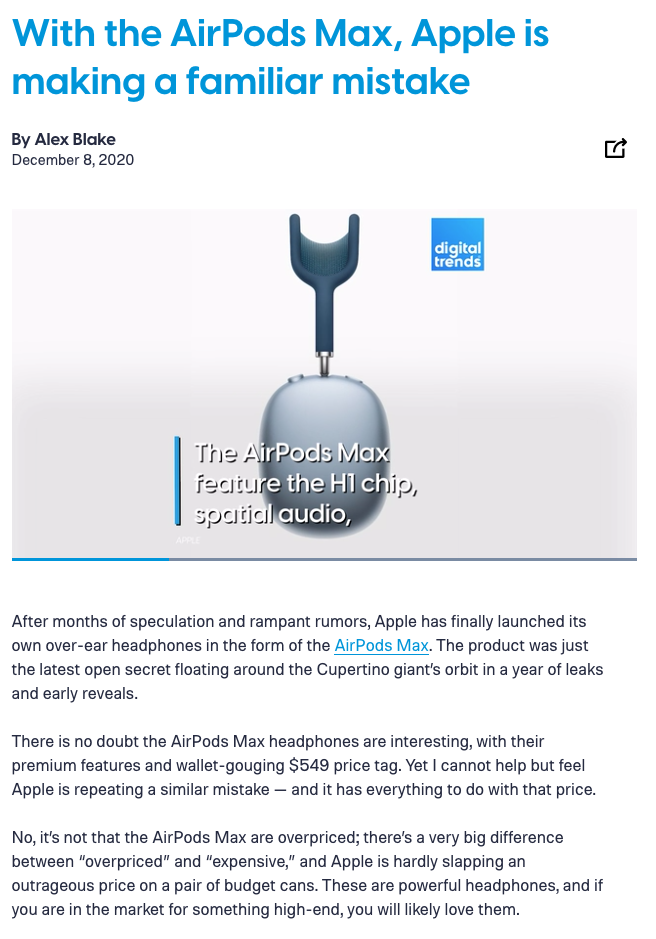 With the AirPods Max, Apple is
making a familiar mistake
By Alex Blake
December 8, 2020
digital
trends
The AirPods Max
feature the H1 chip,
spatial audio,
APPLE
After months of speculation and rampant rumors, Apple has finally launched its
own over-ear headphones in the form of the AirPods Max. The product was just
the latest open secret floating around the Cupertino giant’s orbit in a year of leaks
and early reveals.
There is no doubt the AirPods Max headphones are interesting, with their
premium features and wallet-gouging $549 price tag. Yet I cannot help but feel
Apple is repeating a similar mistake — and it has everything to do with that price.
No, it’s not that the AirPods Max are overpriced; there’s a very big difference
between “overpriced” and “expensive,” and Apple is hardly slapping an
outrageous price on a pair of budget cans. These are powerful headphones, and if
you are in the market for something high-end, you will likely love them.